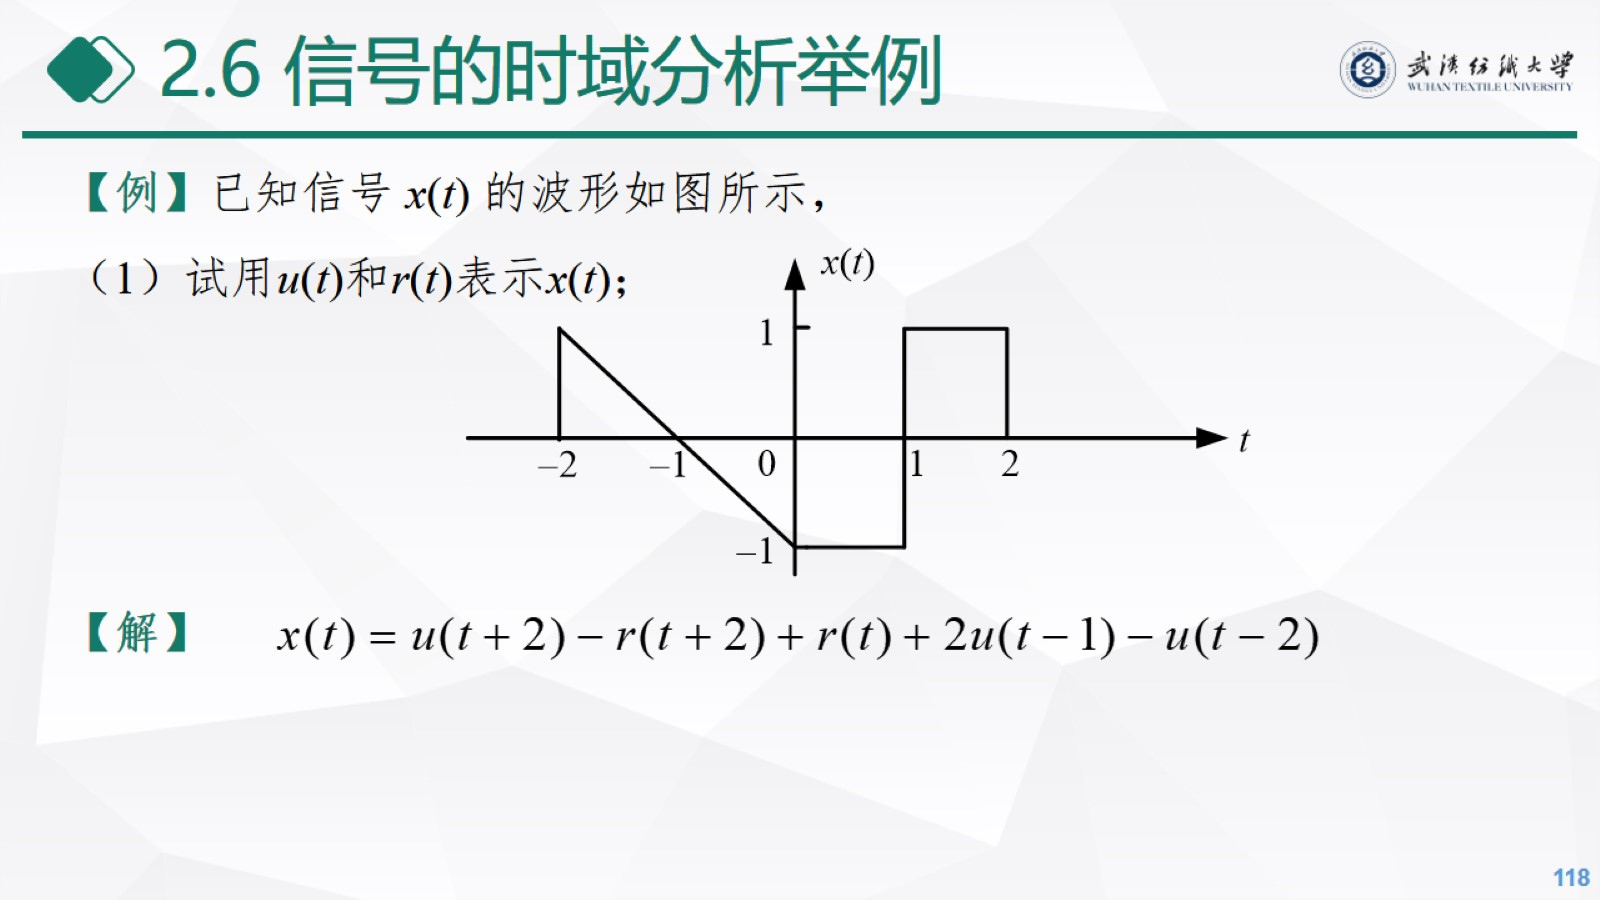 2.6 信号的时域分析举例
武汉纺织大学
WUHAN TEXTILE UNIVERSITY
【例】已知信号 x(t) 的波形如图所示，
（1）试用u(t)和r(t)表示x(t)；
x(t)
1
t
–2 –1 0 1 2
–1
【解】 x(t) = u(t + 2) − r(t + 2) + r(t) + 2u(t − 1) − u(t − 2)
118